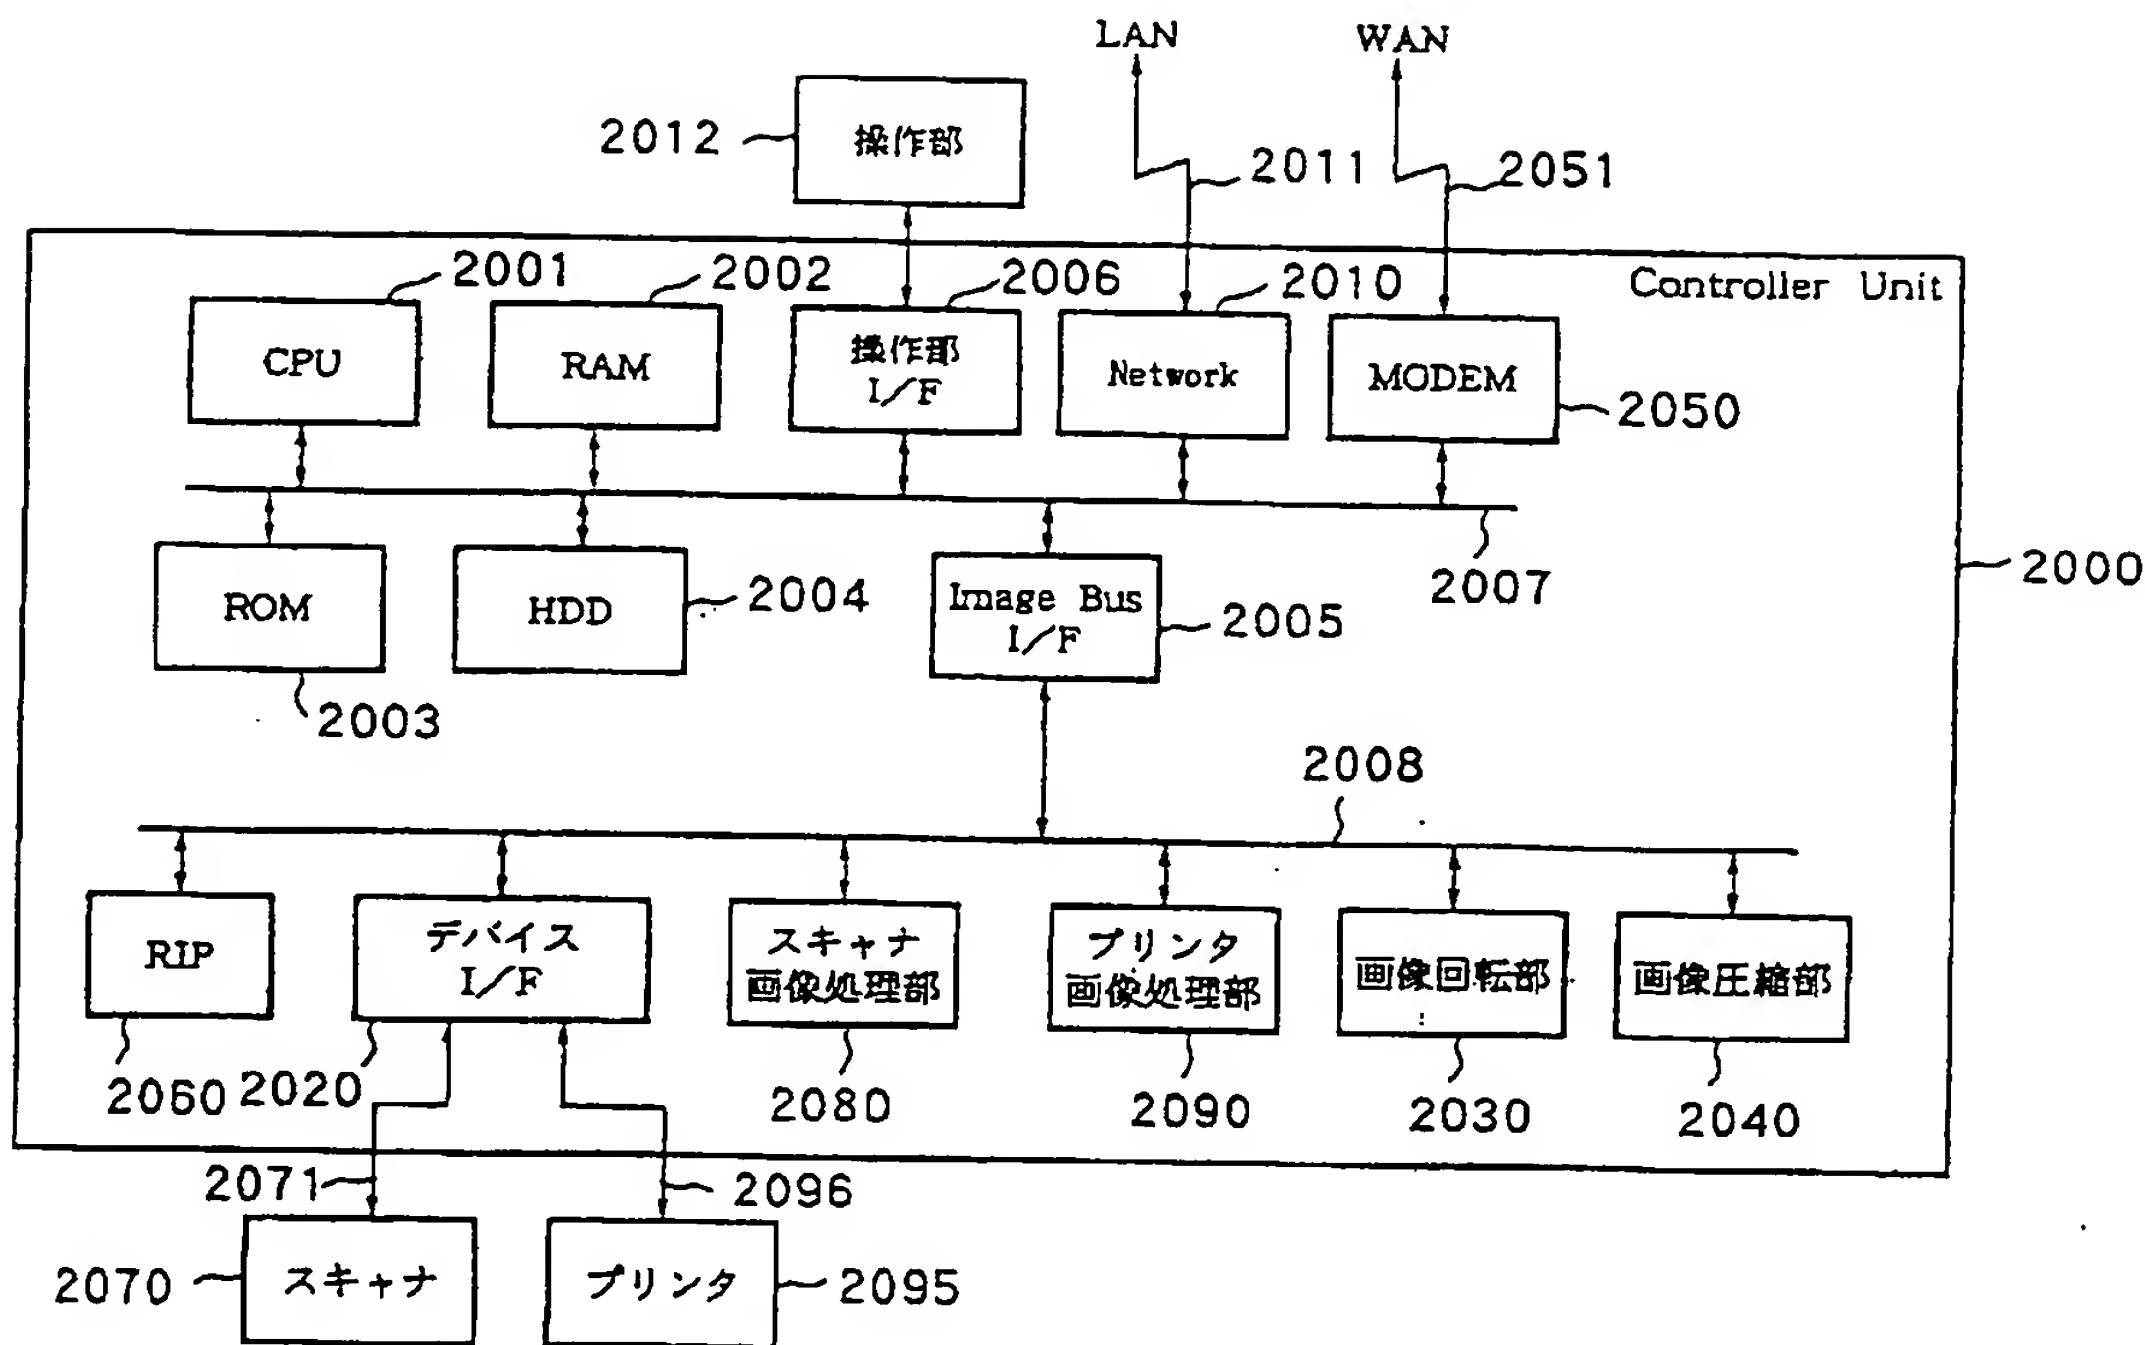 LAN
WAN
2012
操作部
2011
2051
Controller Unit
2001
2002
2006
2010
CPU
RAM
操作部
I/F
Network
MODEM
2050
ROM
HDD
2004
Image Bus
I/F
2005
2007
2000
2003
2008
RIP
デバイス
I/F
スキャナ
画像処理部
プリンタ
画像処理部
画像回転部
画像圧縮部
2060
2020
2080
2090
2030
2040
2071
2096
2070
スキャナ
プリンタ
2095